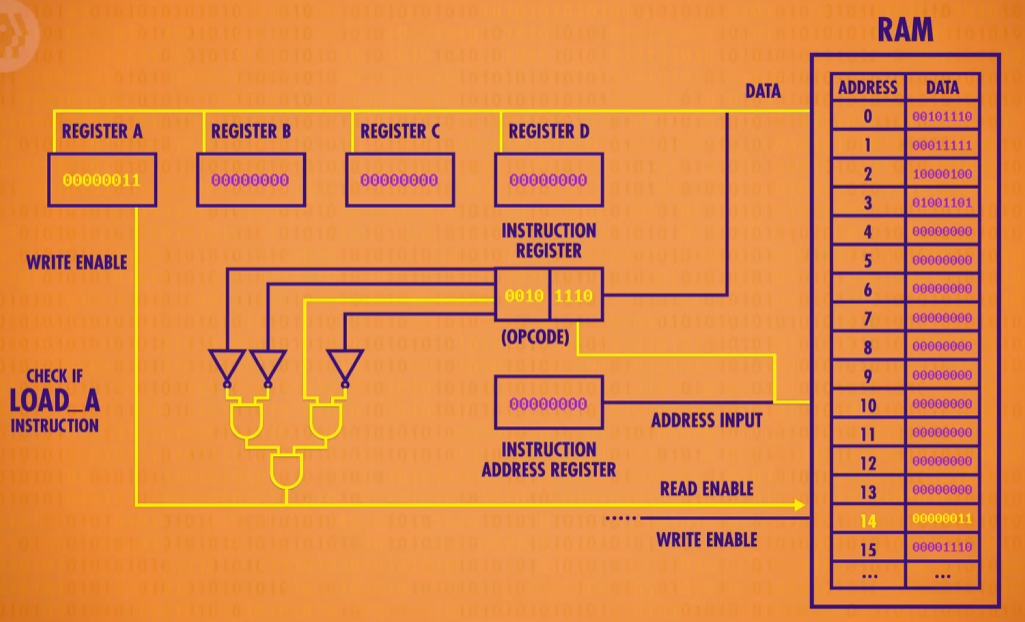 RAM
DATA
ADDRESS DATA
0 00101110
1 00011111
2 10000100
3 01001101
4 00000000
5 00000000
6 00000000
7 00000000
8 00000000
9 00000000
10 00000000
11 00000000
12 00000000
13 00000000
14 00000011
15 00001110
... ...
REGISTER A
00000011
REGISTER B
00000000
REGISTER C
00000000
REGISTER D
00000000
WRITE ENABLE
INSTRUCTION
REGISTER
0010 1110
(OPCODE)
CHECK IF
LOAD_A
INSTRUCTION
00000000
ADDRESS INPUT
INSTRUCTION
ADDRESS REGISTER
READ ENABLE
WRITE ENABLE